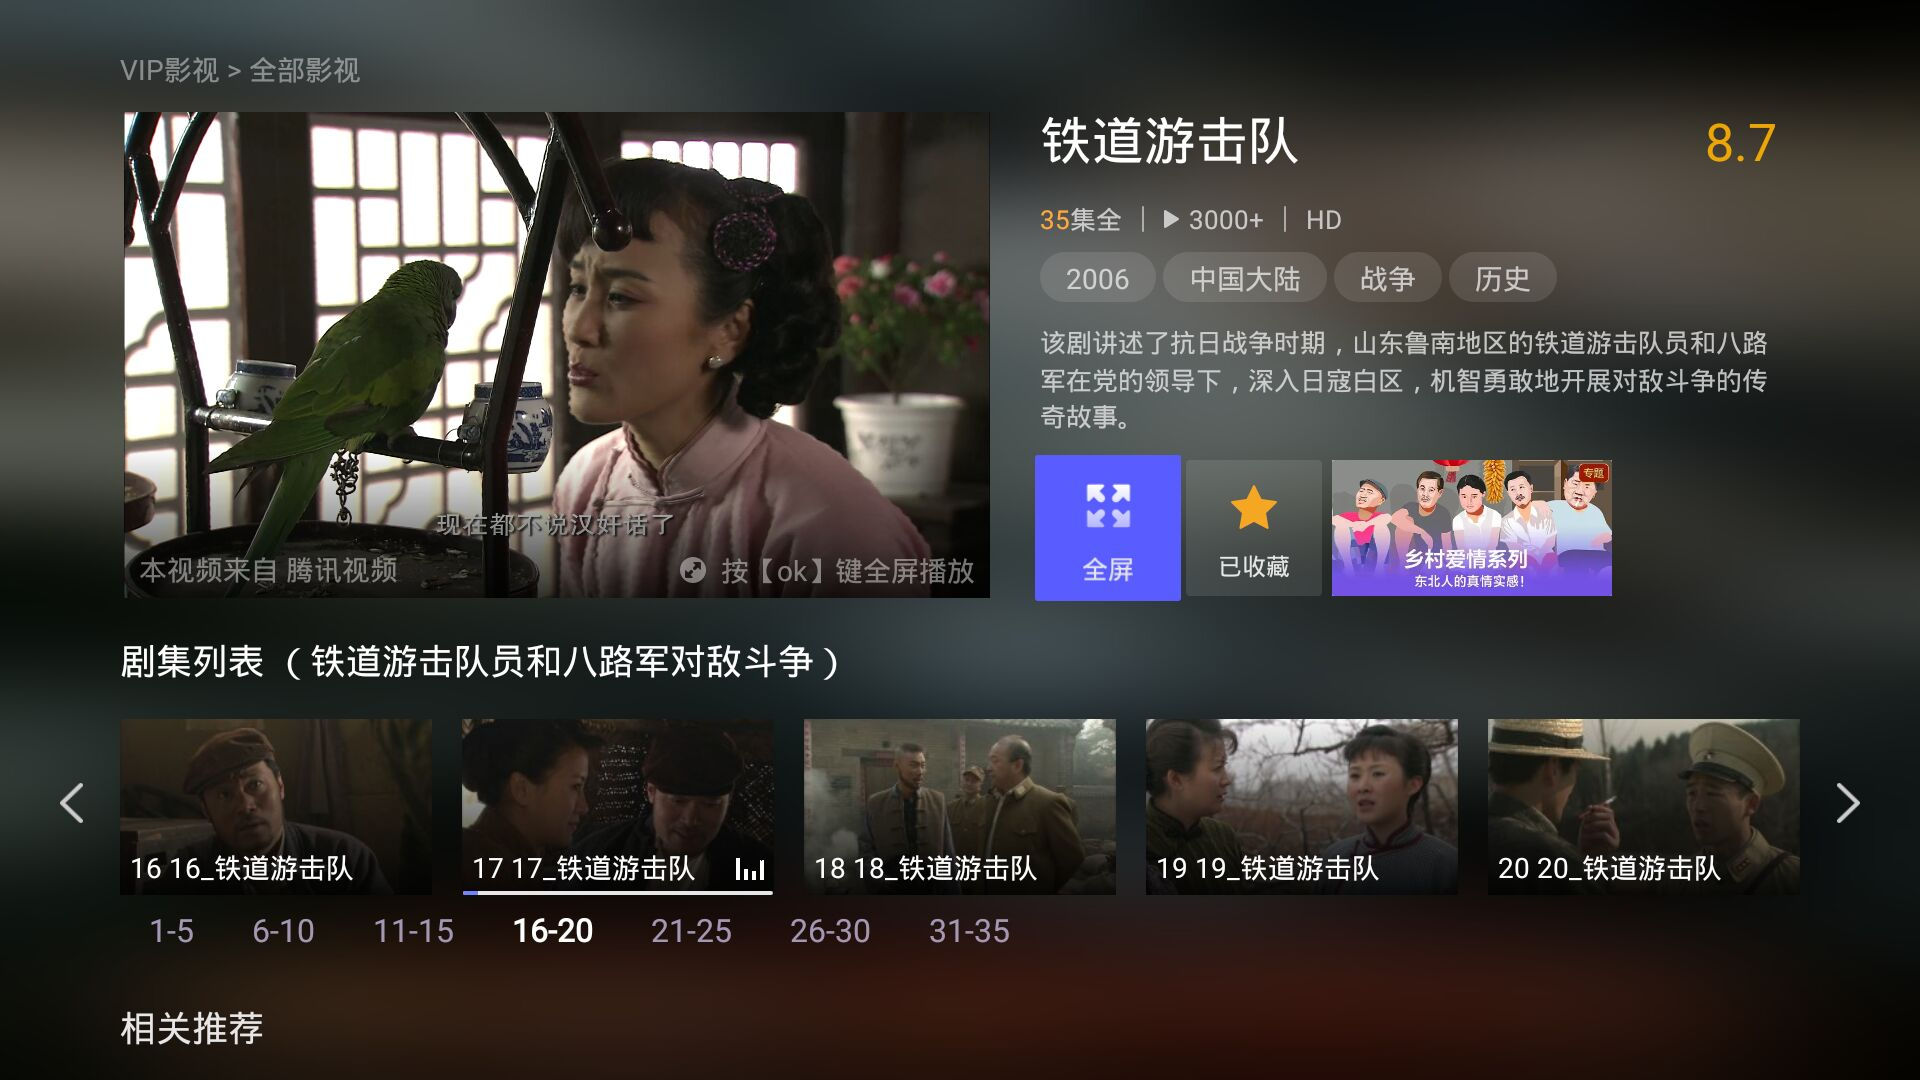 VIP影视 > 全部影视
铁道游击队
8.7
35集全 | 3000+ | HD
2006 中国大陆 战争 历史
该剧讲述了抗日战争时期，山东鲁南地区的铁道游击队员和八路
军在党的领导下，深入日寇白区，机智勇敢地开展对敌斗争的传
奇故事。
现在都不说汉奸话了
本视频来自 腾讯视频
按【ok】键全屏播放
全屏
已收藏
专题
乡村爱情系列
东北人的真情实感！
剧集列表 （铁道游击队员和八路军对敌斗争）
16 16_铁道游击队
17 17_铁道游击队
18 18_铁道游击队
19 19_铁道游击队
20 20_铁道游击队
1-5 6-10 11-15 16-20 21-25 26-30 31-35
相关推荐